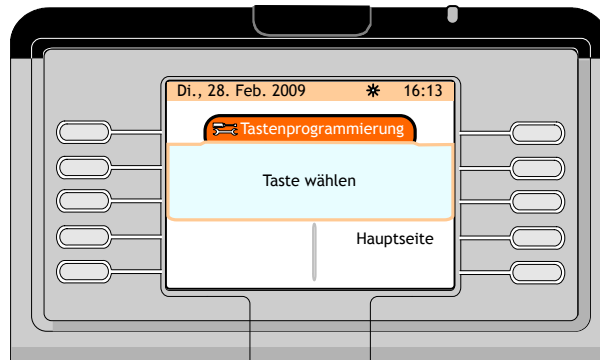 Di., 28. Feb. 2009 16:13
Tastenprogrammierung
Taste wählen
Hauptseite